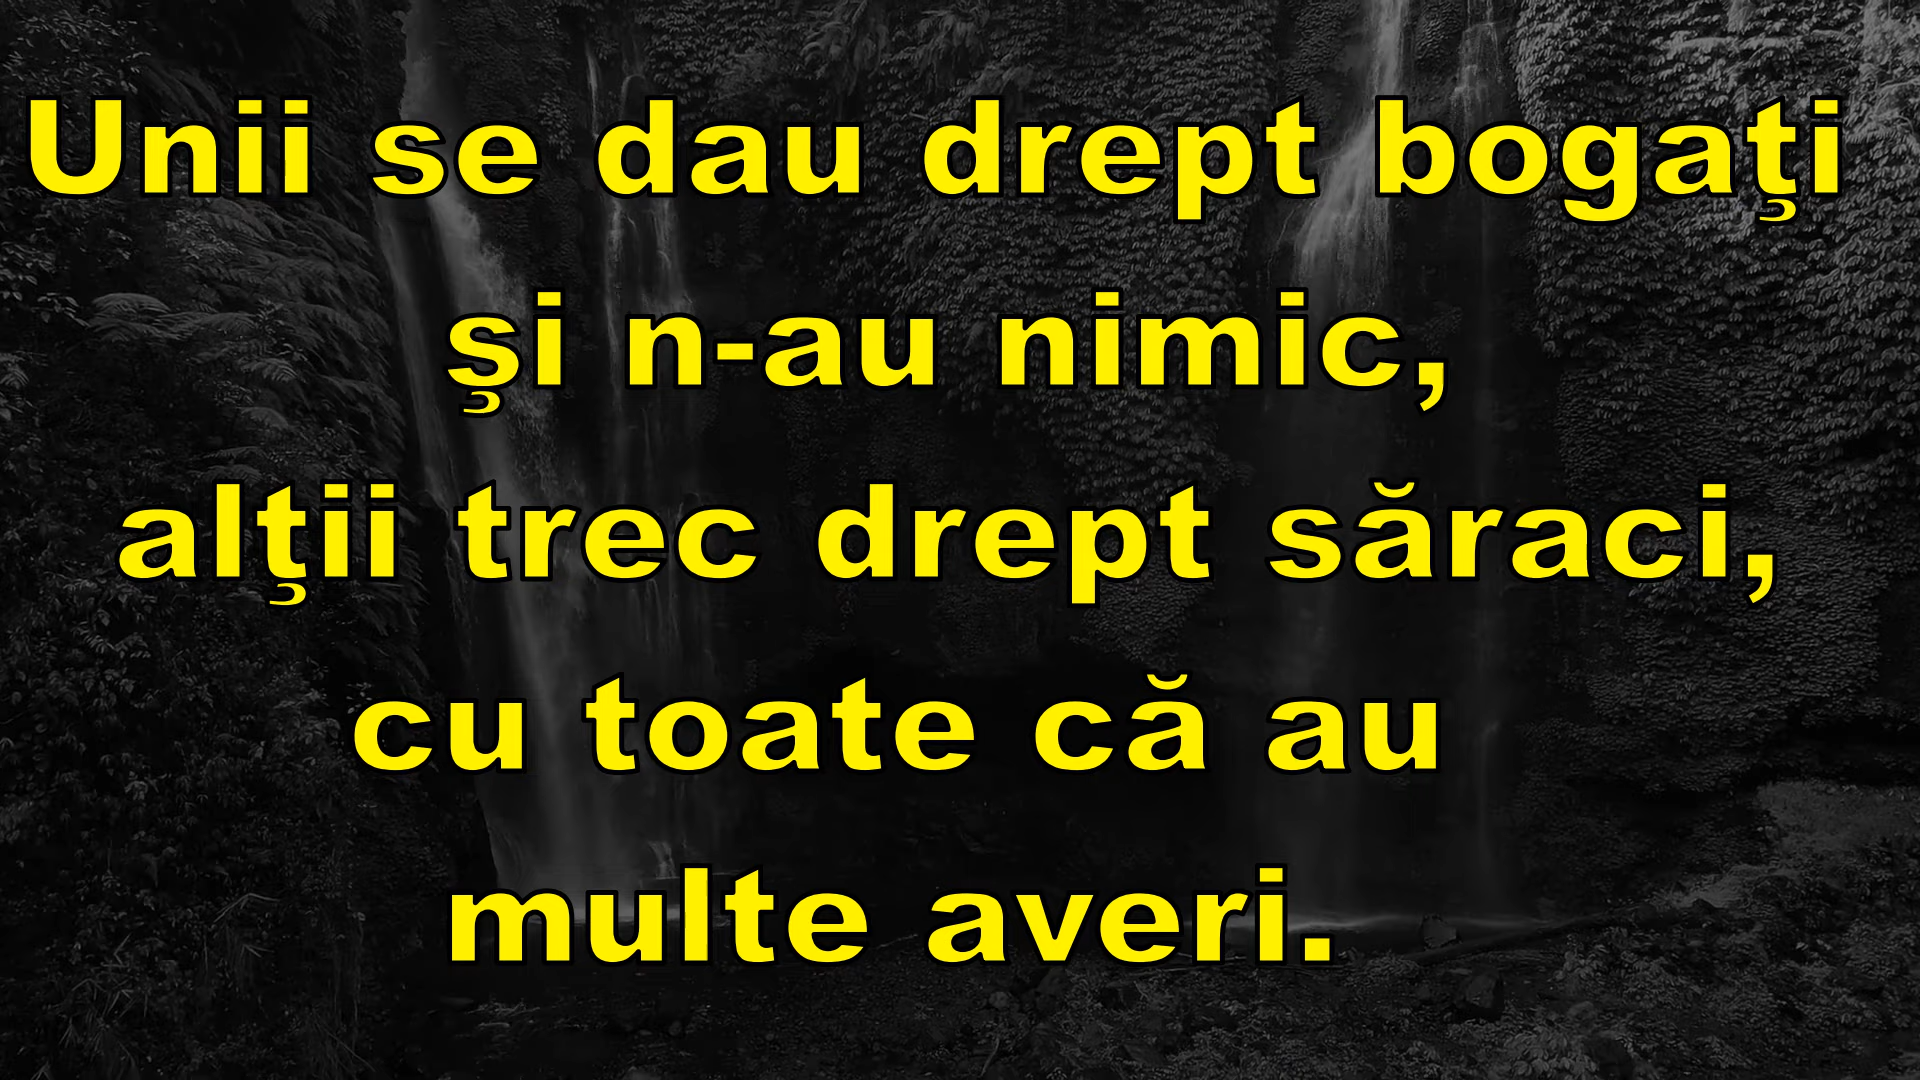 Unii se dau drept bogaţi
şi n-au nimic,
alţii trec drept săraci,
cu toate că au
multe averi.